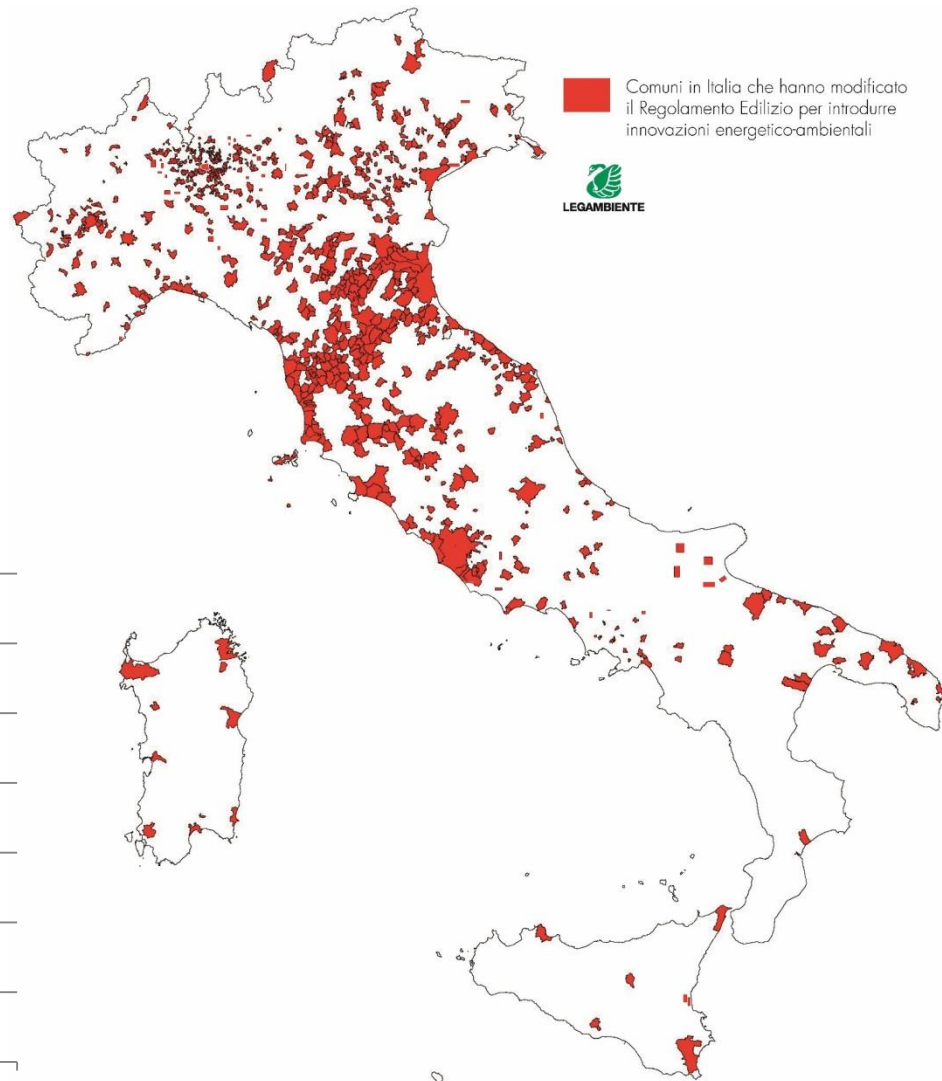 Comuni in Italia che hanno modificato
il Regolamento Edilizio per introdurre
innovazioni energetico-ambientali
LEGAMBIENTE